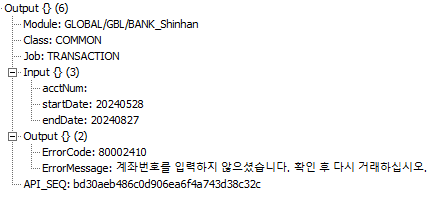 Output {} (6)
Module: GLOBAL/GBL/BANK_Shinhan
Class: COMMON
Job: TRANSACTION
Input {} (3)
acctNum:
startDate: 20240528
endDate: 20240827
Output {} (2)
ErrorCode: 80002410
ErrorMessage: 계좌번호를 입력하지 않으셨습니다. 확인 후 다시 거래하십시오.
API_SEQ: bd30aeb486c0d906ea6f4a743d38c32c